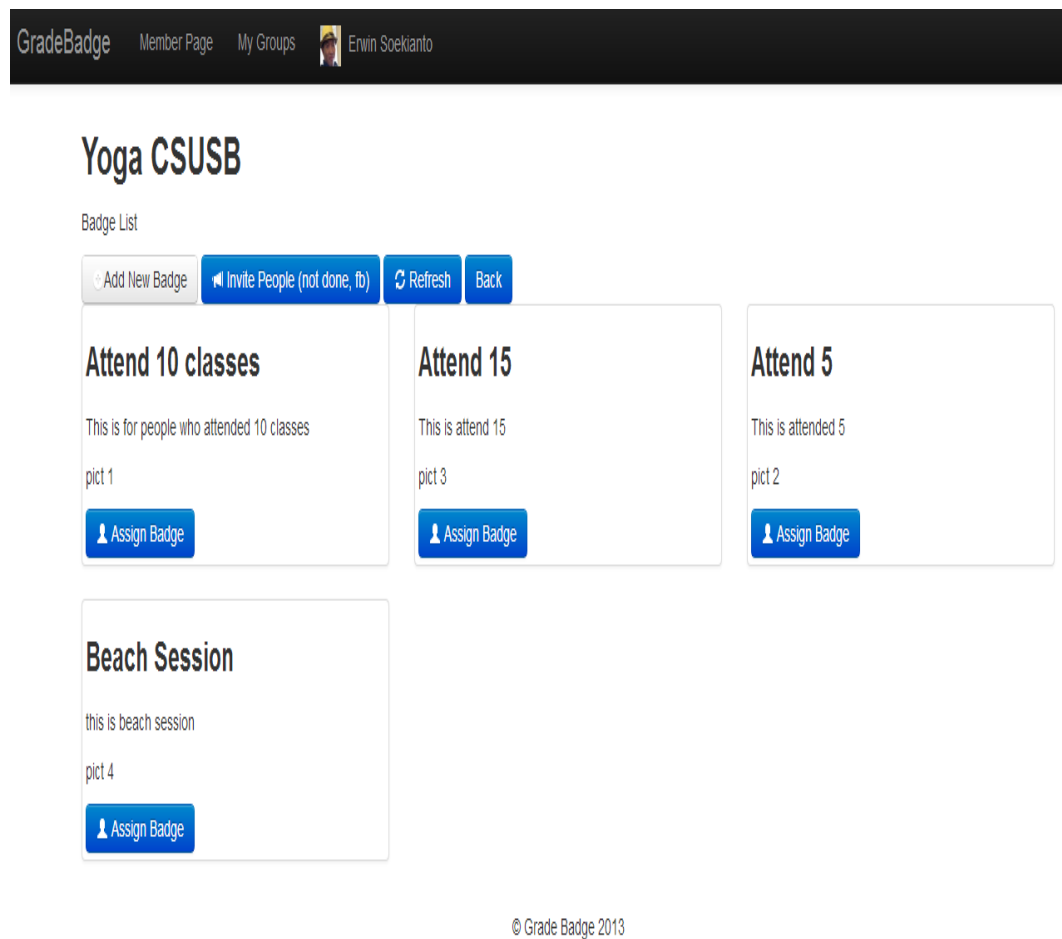 GradeBadge Member Page My Groups Erwin Soekianto
Yoga CSUSB
Badge List
Add New Badge Invite People (not done, fb) Refresh Back
Attend 10 classes
This is for people who attended 10 classes
pict 1
Assign Badge
Attend 15
This is attend 15
pict 3
Assign Badge
Attend 5
This is attended 5
pict 2
Assign Badge
Beach Session
this is beach session
pict 4
Assign Badge
© Grade Badge 2013